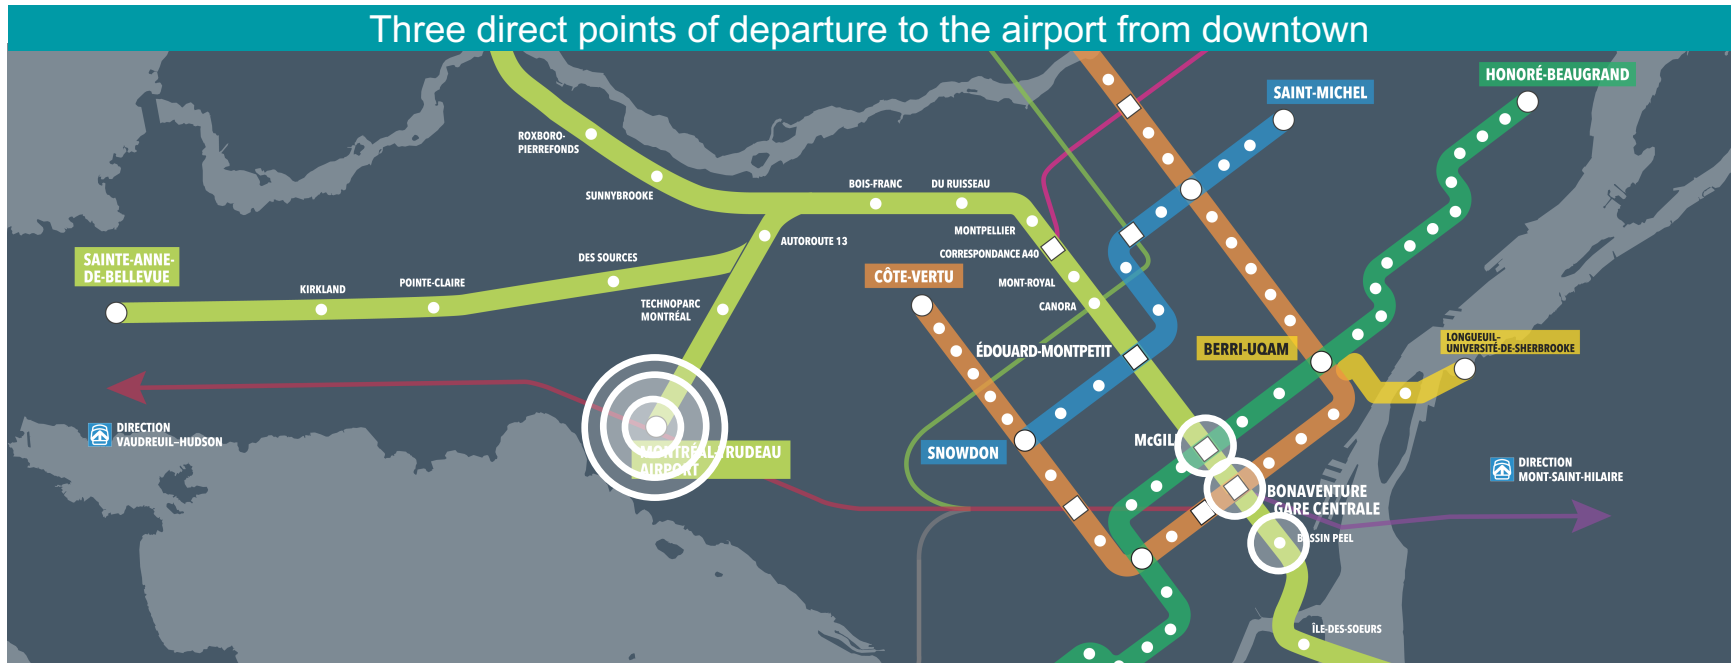 Three direct points of departure to the airport from downtown
HONORÉ-BEAUGRAND
SAINT-MICHEL
ROXBORO-
PIERREFONDS
SUNNYBROOKE
BOIS-FRANC
DU RUISSEAU
MONTPELLIER
AUTOROUTE 13
CORRESPONDANCE A40
SAINTE-ANNE-
DE-BELLEVUE
DES SOURCES
KIRKLAND
POINTE-CLAIRE
CÔTE-VERTU
MONT-ROYAL
TECHNOPARC
MONTRÉAL
CANORA
ÉDOUARD-MONTPETIT
BERRI-UQAM
LONGUEUIL–
UNIVERSITÉ-DE-SHERBROOKE
DIRECTION
VAUDREUIL–HUDSON
MONTRÉAL-TRUDEAU
AIRPORT
SNOWDON
McGILL
DIRECTION
MONT-SAINT-HILAIRE
BONAVENTURE
GARE CENTRALE
BASSIN PEEL
ÎLE-DES-SOEURS